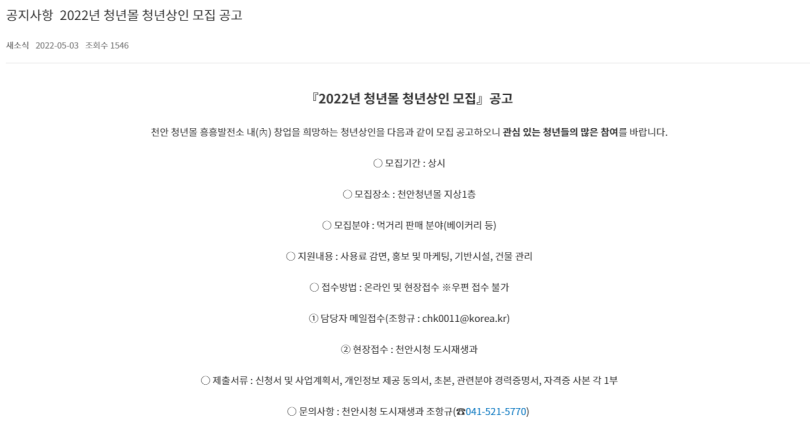 공지사항 2022년 청년몰 청년상인 모집 공고
새소식 2022-05-03 조회수 1546
『2022년 청년몰 청년상인 모집』공고
천안 청년몰 흥흥발전소 내(內) 창업을 희망하는 청년상인을 다음과 같이 모집 공고하오니 관심 있는 청년들의 많은 참여를 바랍니다.
○ 모집기간 : 상시
○ 모집장소 : 천안청년몰 지상1층
○ 모집분야 : 먹거리 판매 분야(베이커리 등)
○ 지원내용 : 사용료 감면, 홍보 및 마케팅, 기반시설, 건물 관리
○ 접수방법 : 온라인 및 현장접수 ※우편 접수 불가
① 담당자 메일접수(조항규 : chk0011@korea.kr)
② 현장접수 : 천안시청 도시재생과
○ 제출서류 : 신청서 및 사업계획서, 개인정보 제공 동의서, 초본, 관련분야 경력증명서, 자격증 사본 각 1부
○ 문의사항 : 천안시청 도시재생과 조항규(☎041-521-5770)